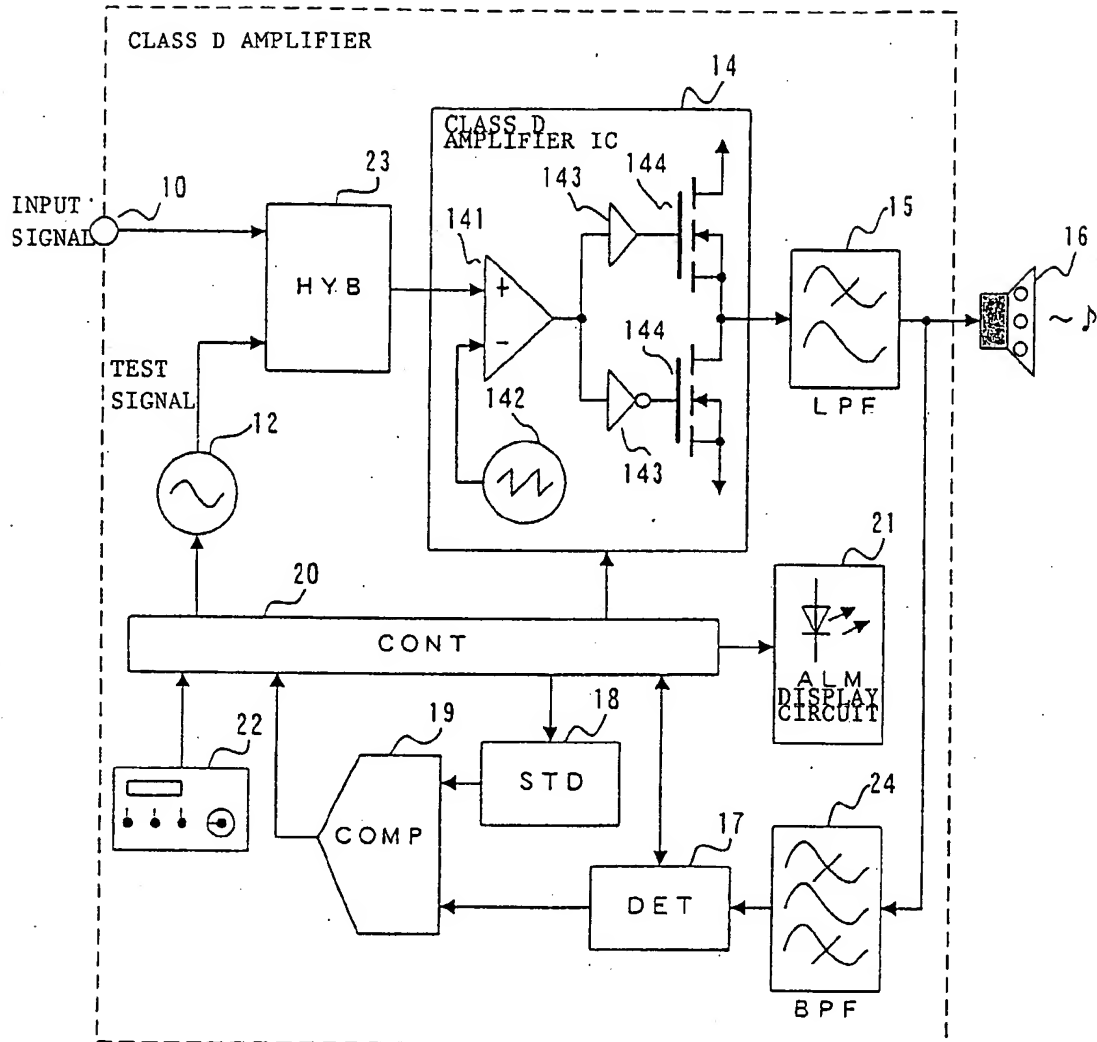 CLASS D AMPLIFIER
14
CLASS D
AMPLIFIER IC
23
10
INPUT
SIGNAL
HYB
141
+
-
143
144
15
16
LPF
TEST
SIGNAL
12
142
144
143
20
CONT
21
ALM
DISPLAY
CIRCUIT
22
19
COMP
18
STD
17
DET
24
BPF